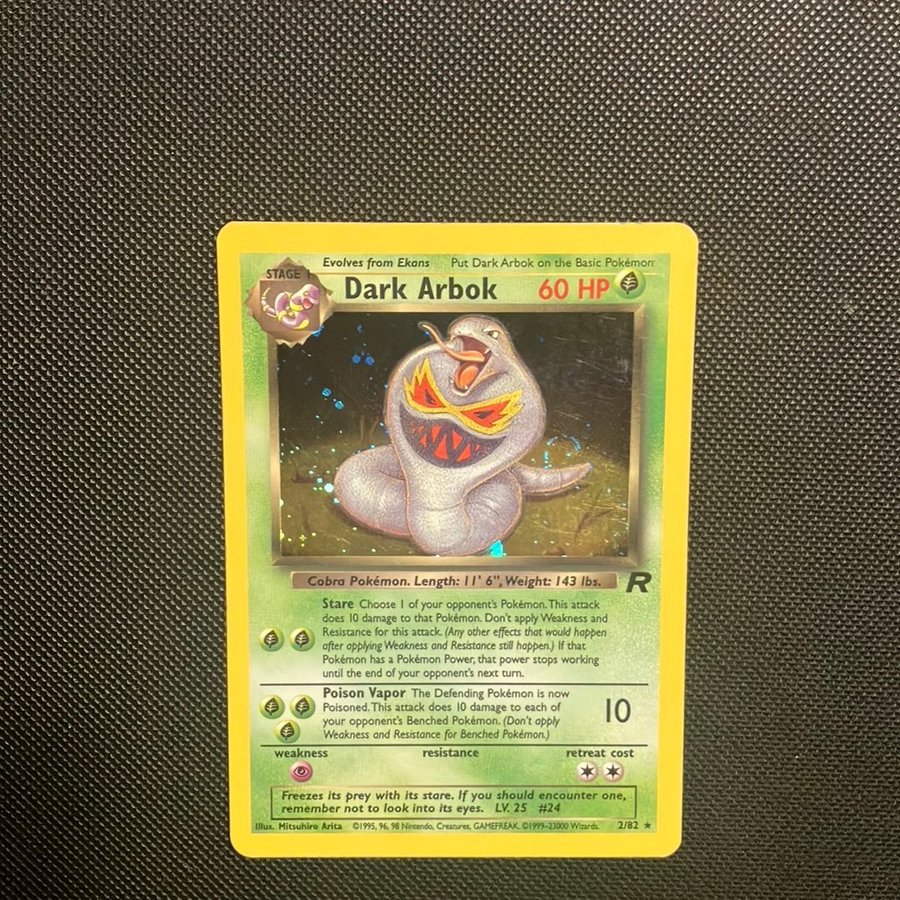 Evolves from Ekans Put Dark Arbok on the Basic Pokémon
STAGE 1
Dark Arbok 60 HP
Cobra Pokémon. Length: 11' 6", Weight: 143 lbs.
R
Stare Choose 1 of your opponent's Pokémon. This attack
does 10 damage to that Pokémon. Don't apply Weakness and
Resistance for this attack. (Any other effects that would happen
after applying Weakness and Resistance still happen.) If that
Pokémon has a Pokémon Power, that power stops working
until the end of your opponent's next turn.
Poison Vapor The Defending Pokémon is now
Poisoned. This attack does 10 damage to each of
your opponent's Benched Pokémon. (Don't apply
Weakness and Resistance for Benched Pokémon.)
10
weakness resistance retreat cost
Freezes its prey with its stare. If you should encounter one,
remember not to look into its eyes. LV. 25 #24
Illus. Mitsuhiro Arita ©1995, 96, 98 Nintendo, Creatures, GAMEFREAK. ©1999-23000 Wizards. 2/82 ★